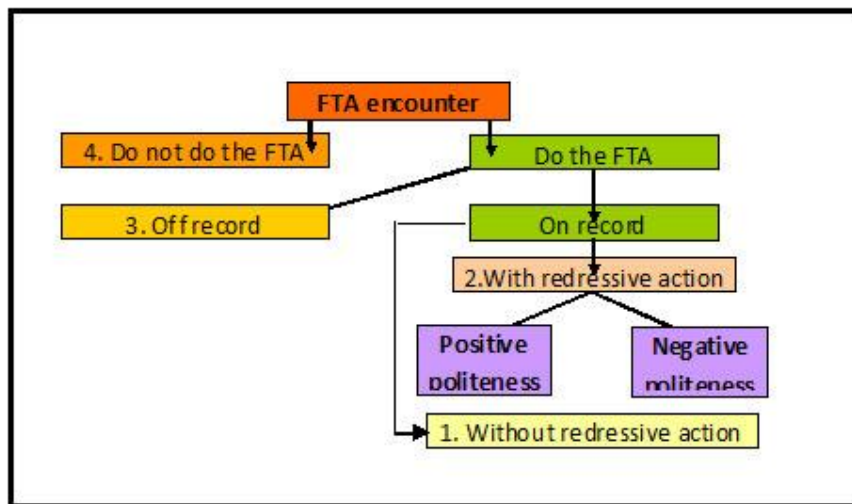 FTA encounter
4. Do not do the FTA
Do the FTA
3. Off record
On record
2.With redressive action
Positive
politeness
Negative
politeness
1. Without redressive action